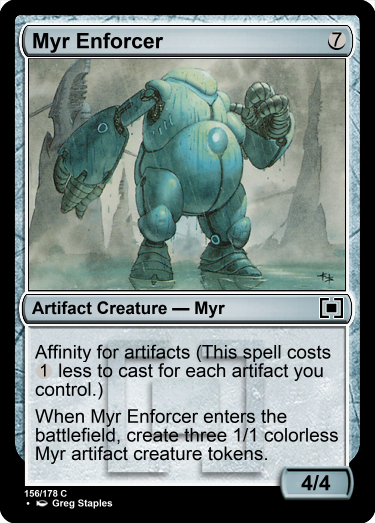 Myr Enforcer 7
Artifact Creature — Myr
Affinity for artifacts (This spell costs
1 less to cast for each artifact you
control.)
When Myr Enforcer enters the
battlefield, create three 1/1 colorless
Myr artifact creature tokens.
4/4
156/178 C
• Greg Staples